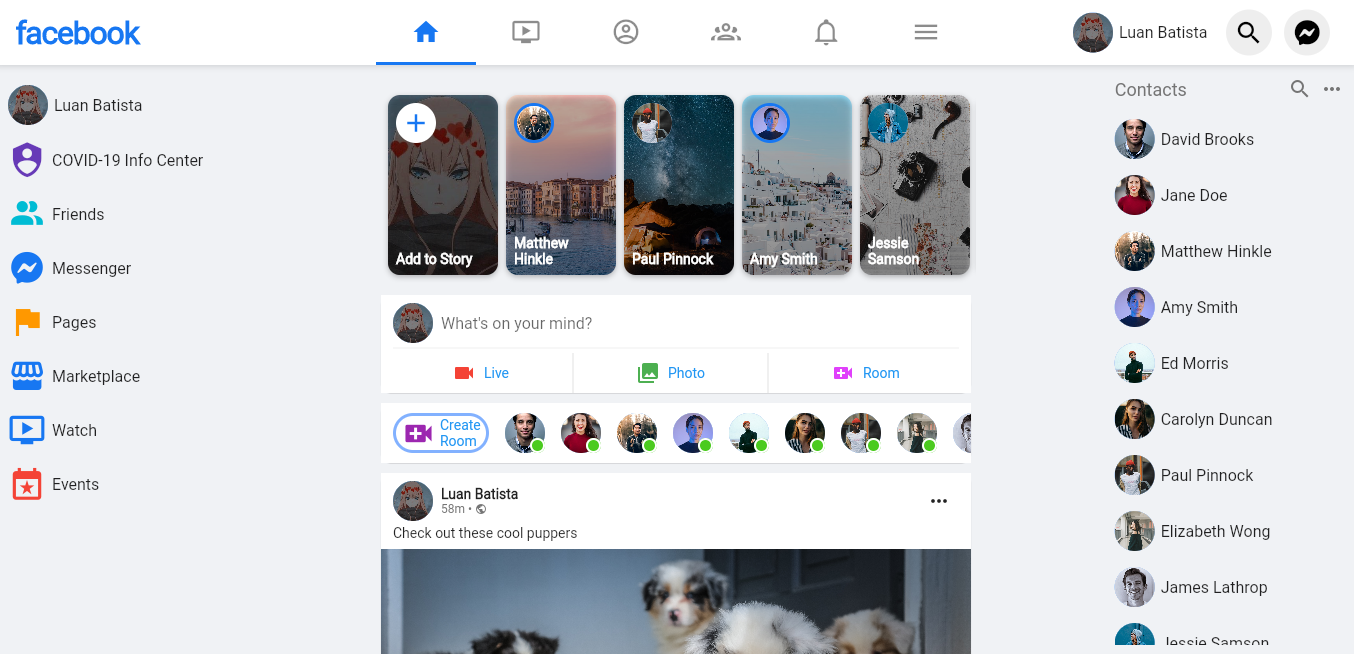 facebook
Luan Batista
Luan Batista
COVID-19 Info Center
Friends
Messenger
Pages
Marketplace
Watch
Events
Add to Story
Matthew
Hinkle
Paul Pinnock
Amy Smith
Jessie
Samson
What's on your mind?
Live
Photo
Room
Create
Room
Luan Batista
58m •
Check out these cool puppers
Contacts
David Brooks
Jane Doe
Matthew Hinkle
Amy Smith
Ed Morris
Carolyn Duncan
Paul Pinnock
Elizabeth Wong
James Lathrop
Jessie Samson